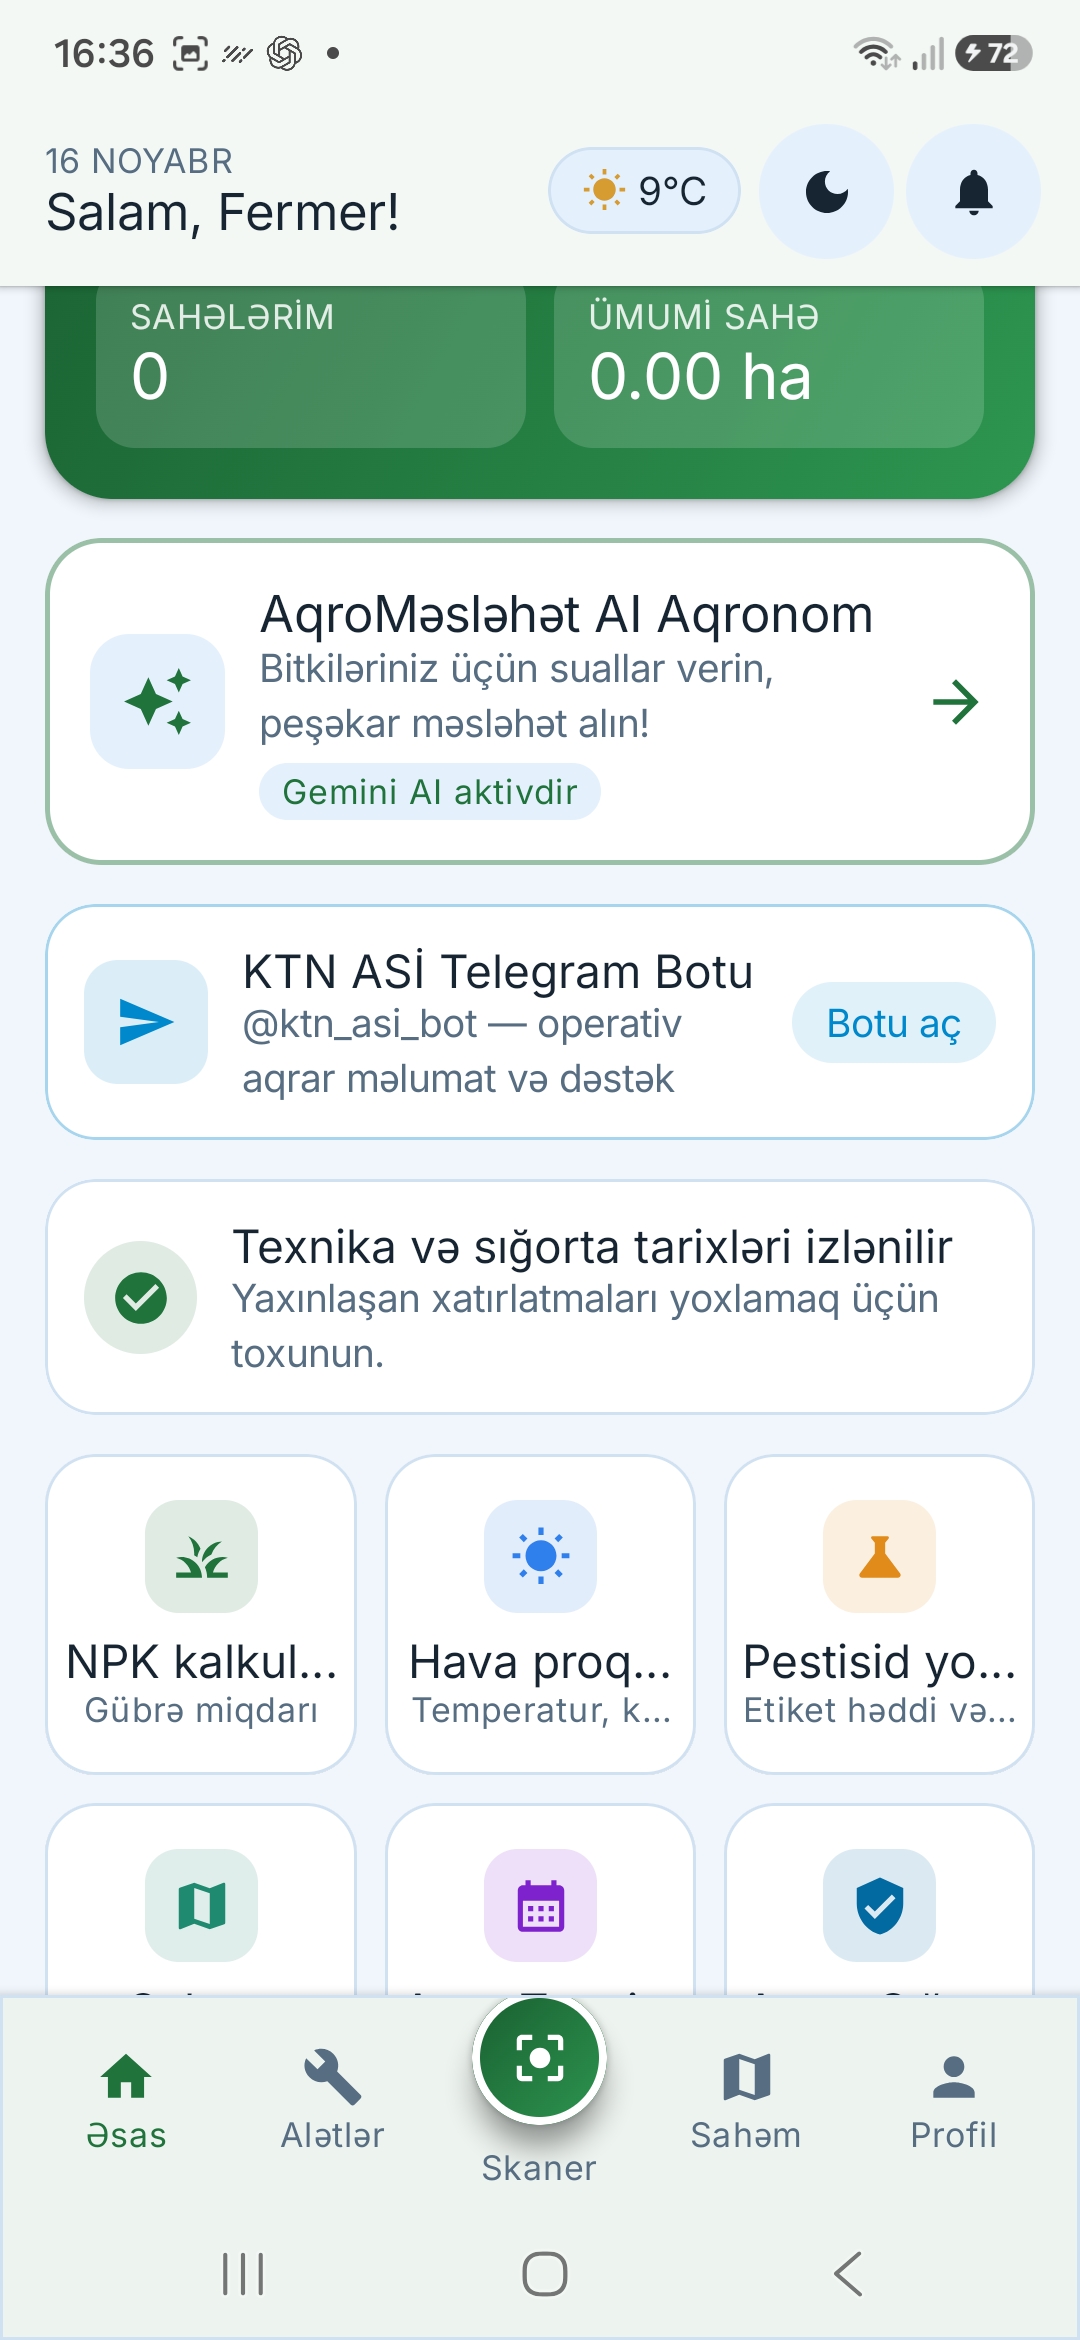 16:36
72
16 NOYABR
Salam, Fermer!
9°C
SAHƏLƏRİM
0
ÜMUMİ SAHƏ
0.00 ha
AqroMəsləhət AI Aqronom
Bitkiləriniz üçün suallar verin,
peşəkar məsləhət alın!
Gemini AI aktivdir
KTN ASİ Telegram Botu
@ktn_asi_bot — operativ
aqrar məlumat və dəstək
Botu aç
Texnika və sığorta tarixləri izlənilir
Yaxınlaşan xatırlatmaları yoxlamaq üçün
toxunun.
NPK kalkul...
Gübrə miqdarı
Hava proq...
Temperatur, k...
Pestisid yo...
Etiket həddi və...
Əsas
Alətlər
Skaner
Sahəm
Profil